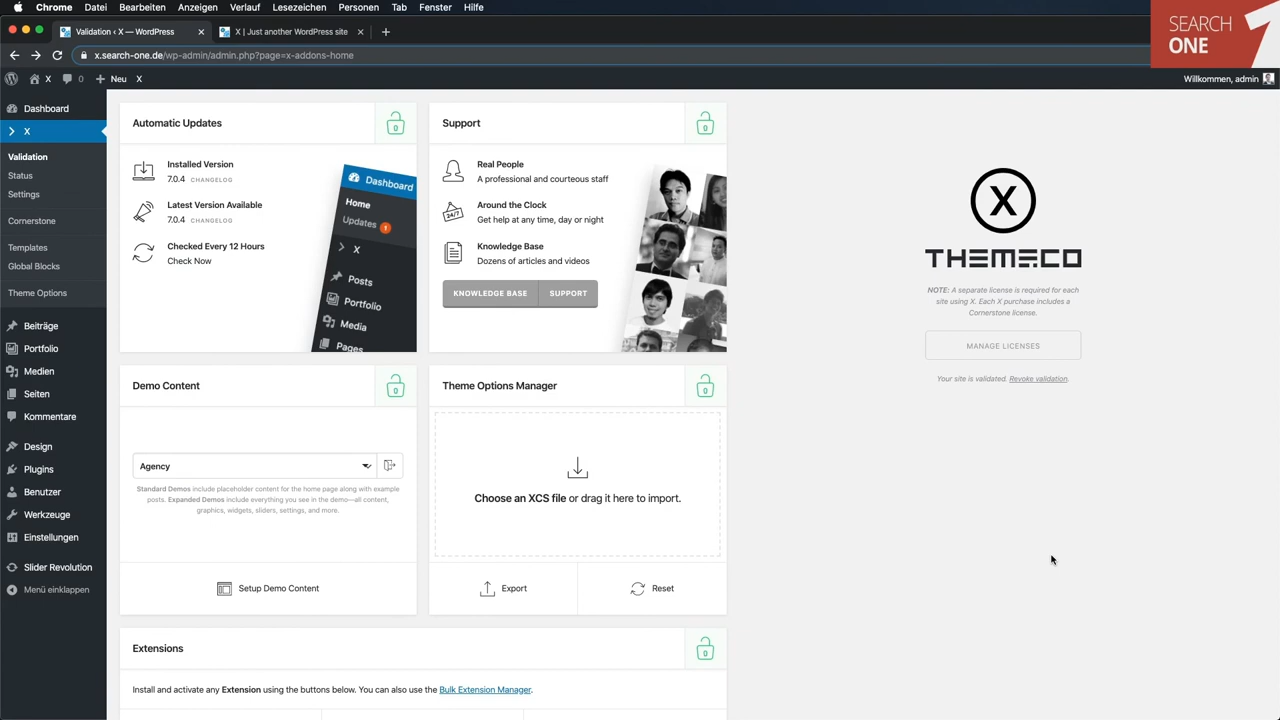 Chrome Datei Bearbeiten Anzeigen Verlauf Lesezeichen Personen Tab Fenster Hilfe
SEARCH
ONE
Validation ‹ X — WordPress
X | Just another WordPress site
x.search-one.de/wp-admin/admin.php?page=x-addons-home
X 0 Neu X
Willkommen, admin
Dashboard
X
Validation
Status
Settings
Cornerstone
Templates
Global Blocks
Theme Options
Beiträge
Portfolio
Medien
Seiten
Kommentare
Design
Plugins
Benutzer
Werkzeuge
Einstellungen
Slider Revolution
Menü einklappen
Automatic Updates
Installed Version
7.0.4 CHANGELOG
Latest Version Available
7.0.4 CHANGELOG
Checked Every 12 Hours
Check Now
Dashboard
Home
Updates 1
X
Posts
Portfolio
Media
Pages
Support
Real People
A professional and courteous staff
24/7
Around the Clock
Get help at any time, day or night
Knowledge Base
Dozens of articles and videos
KNOWLEDGE BASE SUPPORT
X
THEMECO
NOTE: A separate license is required for each
site using X. Each X purchase includes a
Cornerstone license.
MANAGE LICENSES
Your site is validated. Revoke validation.
Demo Content
Agency
Standard Demos include placeholder content for the home page along with example
posts. Expanded Demos include everything you see in the demo—all content,
graphics, widgets, sliders, settings, and more.
Setup Demo Content
Theme Options Manager
Choose an XCS file or drag it here to import.
Export
Reset
Extensions
Install and activate any Extension using the buttons below. You can also use the Bulk Extension Manager.